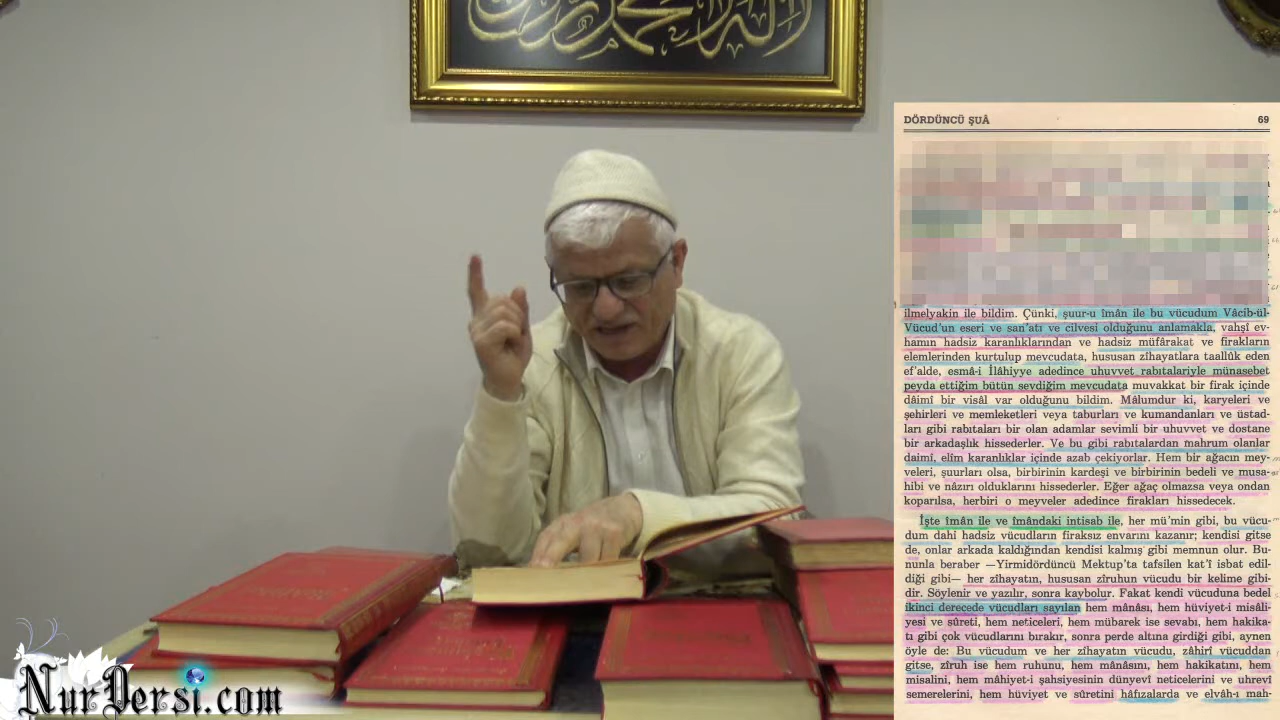 DÖRDÜNCÜ ŞUÂ 69
ilmelyakin ile bildim. Çünki, şuur-u îmân ile bu vücudum Vâcib-ül-
Vücud'un eseri ve san'atı ve cilvesi olduğunu anlamakla, vahşî ev-
hamın hadsiz karanlıklarından ve hadsiz müfârakat ve firakların
elemlerinden kurtulup mevcudata, hususan zîhayatlara taallûk eden
ef'alde, esmâ-i İlâhiyye adedince uhuvvet rabıtalariyle münasebet
peyda ettiğim bütün sevdiğim mevcudata muvakkat bir firak içinde
dâimî bir visâl var olduğunu bildim. Mâlumdur ki, karyeleri ve
şehirleri ve memleketleri veya taburları ve kumandanları ve üstad-
ları gibi rabıtaları bir olan adamlar sevimli bir uhuvvet ve dostane
bir arkadaşlık hissederler. Ve bu gibi rabıtalardan mahrum olanlar
daimî, elîm karanlıklar içinde azab çekiyorlar. Hem bir ağacın mey-
veleri, şuurları olsa, birbirinin kardeşi ve birbirinin bedeli ve musa-
hibi ve nâzırı olduklarını hissederler. Eğer ağaç olmazsa veya ondan
koparılsa, herbiri o meyveler adedince firakları hissedecek.
İşte îmân ile ve îmândaki intisab ile, her mü'min gibi, bu vücu-
dum dahi hadsiz vücudların firaksız envarını kazanır; kendisi gitse
de, onlar arkada kaldığından kendisi kalmış gibi memnun olur. Bu-
nunla beraber —Yirmidördüncü Mektup'ta tafsilen kat'î isbat edil-
diği gibi— her zîhayatın, hususan zîruhun vücudu bir kelime gibi-
dir. Söylenir ve yazılır, sonra kaybolur. Fakat kendi vücuduna bedel
ikinci derecede vücudları sayılan hem mânâsı, hem hüviyet-i misâli-
yesi ve sûreti, hem neticeleri, hem mübarek ise sevabı, hem hakika-
tı gibi çok vücudlarını bırakır, sonra perde altına girdiği gibi, aynen
öyle de: Bu vücudum ve her zîhayatın vücudu, zâhirî vücuddan
gitse, zîruh ise hem ruhunu, hem mânâsını, hem hakikatını, hem
misalini, hem mâhiyet-i şahsiyesinin dünyevî neticelerini ve uhrevî
semerelerini, hem hüviyet ve sûretini hâfızalarda ve elvâh-ı mah-
NurDersi.com